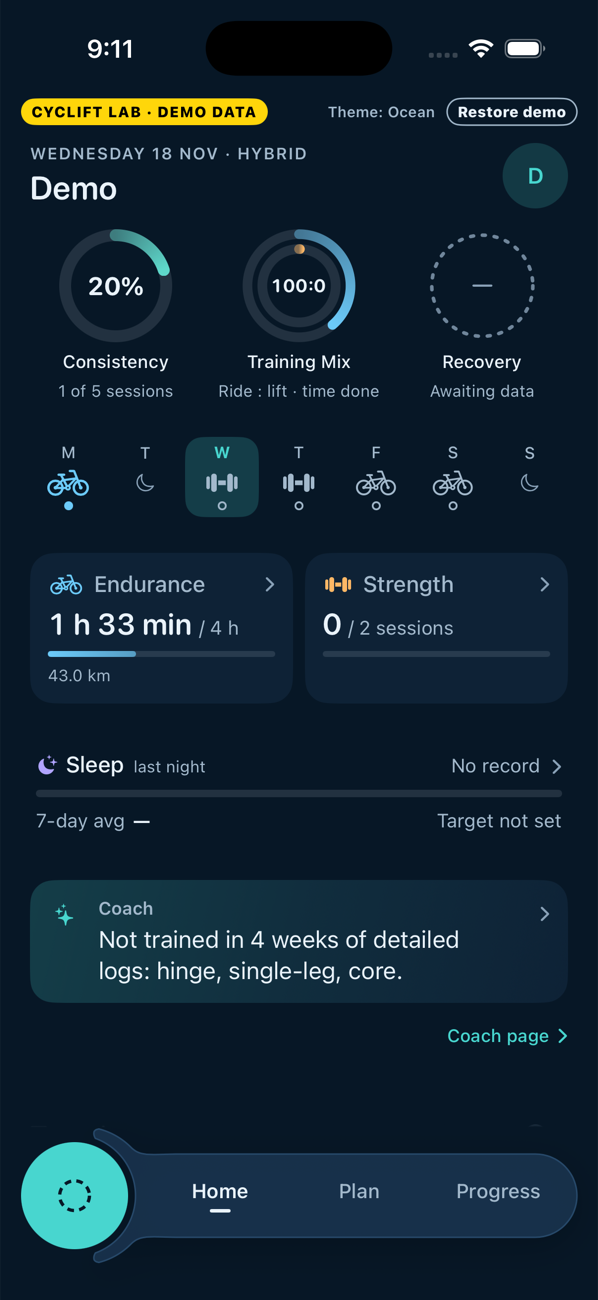 9:11
CYCLIFT LAB · DEMO DATA
Theme: Ocean
Restore demo
WEDNESDAY 18 NOV · HYBRID
Demo
D
20%
100:0
—
Consistency
Training Mix
Recovery
1 of 5 sessions
Ride : lift · time done
Awaiting data
M T W T F S S
Endurance
1 h 33 min / 4 h
43.0 km
Strength
0 / 2 sessions
Sleep last night
No record
7-day avg —
Target not set
Coach
Not trained in 4 weeks of detailed
logs: hinge, single-leg, core.
Coach page
Home
Plan
Progress